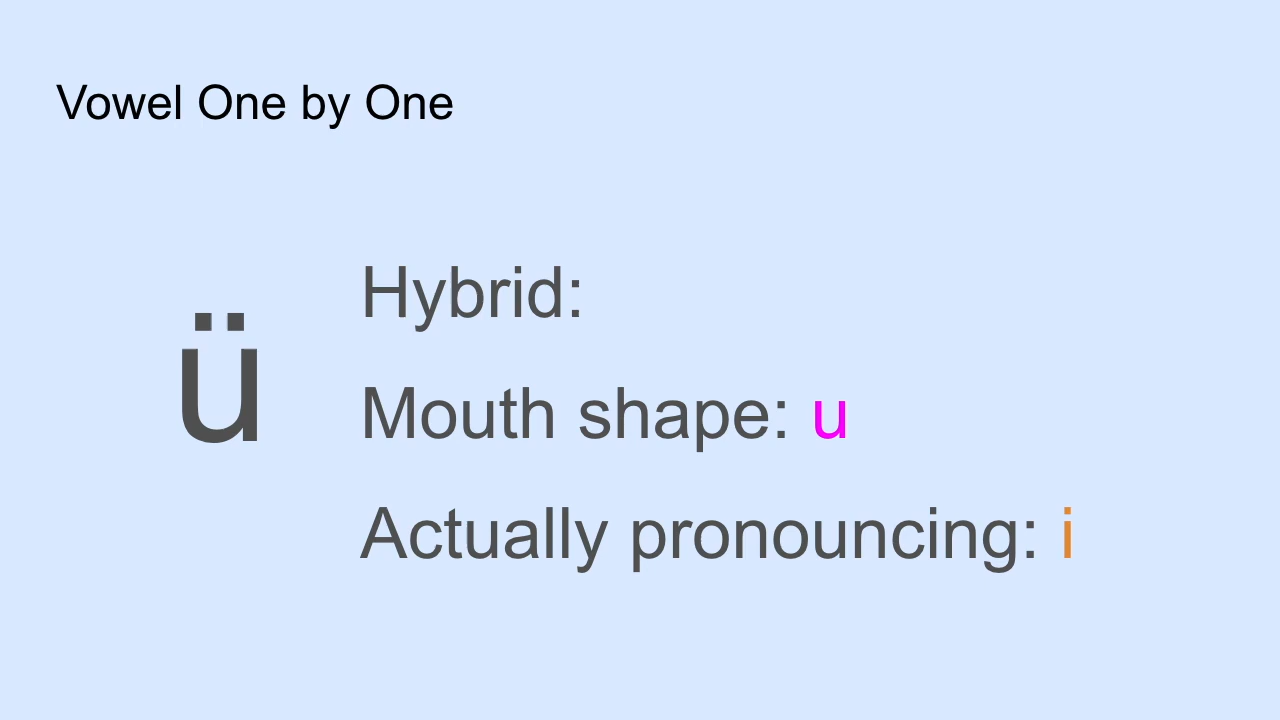 Vowel One by One
ü
Hybrid:
Mouth shape: u
Actually pronouncing: i